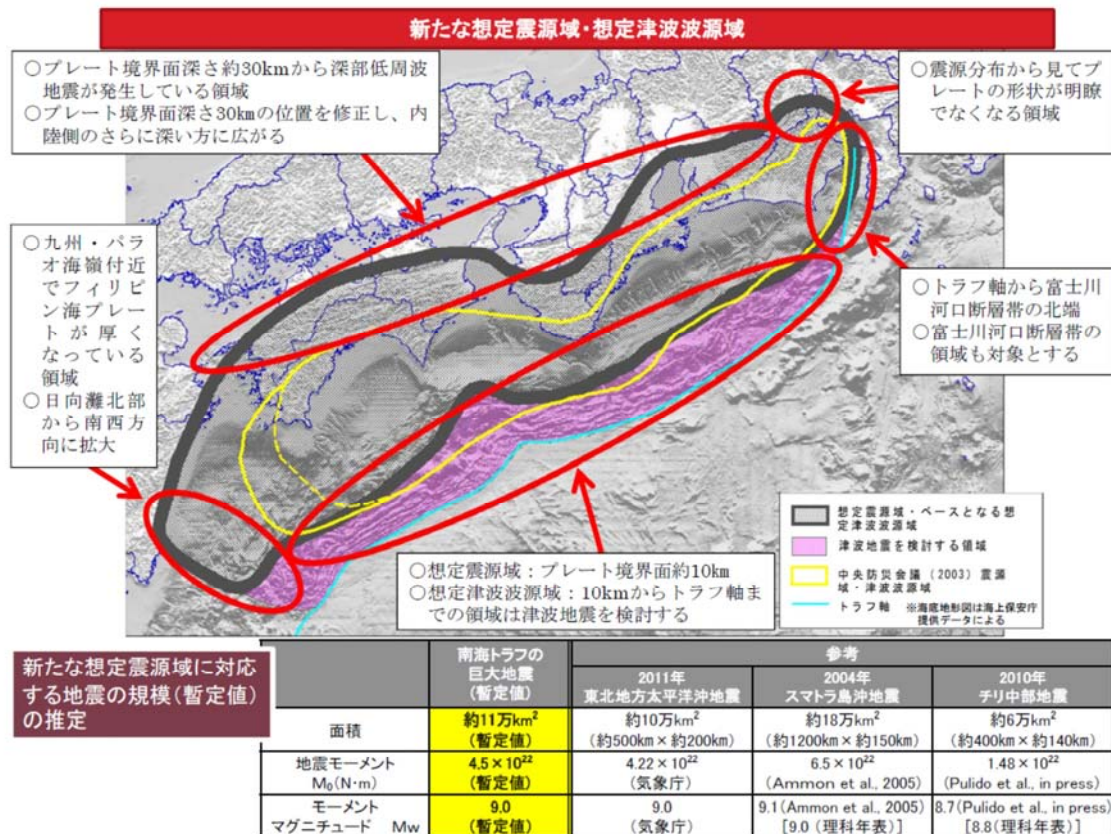 新たな想定震源域・想定津波波源域
○プレート境界面深さ約30kmから深部低周波
地震が発生している領域
○プレート境界面深さ30kmの位置を修正し、内
陸側のさらに深い方に広がる
○震源分布から見てプ
レートの形状が明瞭
でなくなる領域
○九州・パラ
オ海嶺付近
でフィリピ
ン海プレー
トが厚く
なっている
領域
○日向灘北部
から南西方
向に拡大
○トラフ軸から富士川
河口断層帯の北端
○富士川河口断層帯の
領域も対象とする
○想定震源域：プレート境界面約10km
○想定津波波源域：10kmからトラフ軸ま
での領域は津波地震を検討する
想定震源域・ベースとなる想
定津波波源域
津波地震を検討する領域
中央防災会議（2003）震源
域・津波波源域
トラフ軸 ※海底地形図は海上保安庁
提供データによる
新たな想定震源域に対応
する地震の規模（暫定値）
の推定
南海トラフの
巨大地震
（暫定値）
参考
2011年
東北地方太平洋沖地震
2004年
スマトラ島沖地震
2010年
チリ中部地震
面積
約11万km²
（暫定値）
約10万km²
（約500km×約200km）
約18万km²
（約1200km×約150km）
約6万km²
（約400km×約140km）
地震モーメント
M₀(N・m)
4.5×10²²
（暫定値）
4.22×10²²
（気象庁）
6.5×10²²
(Ammon et al., 2005)
1.48×10²²
(Pulido et al., in press)
モーメント
マグニチュード Mw
9.0
（暫定値）
9.0
（気象庁）
9.1(Ammon et al., 2005)
[9.0（理科年表）]
8.7(Pulido et al., in press)
[8.8（理科年表）]